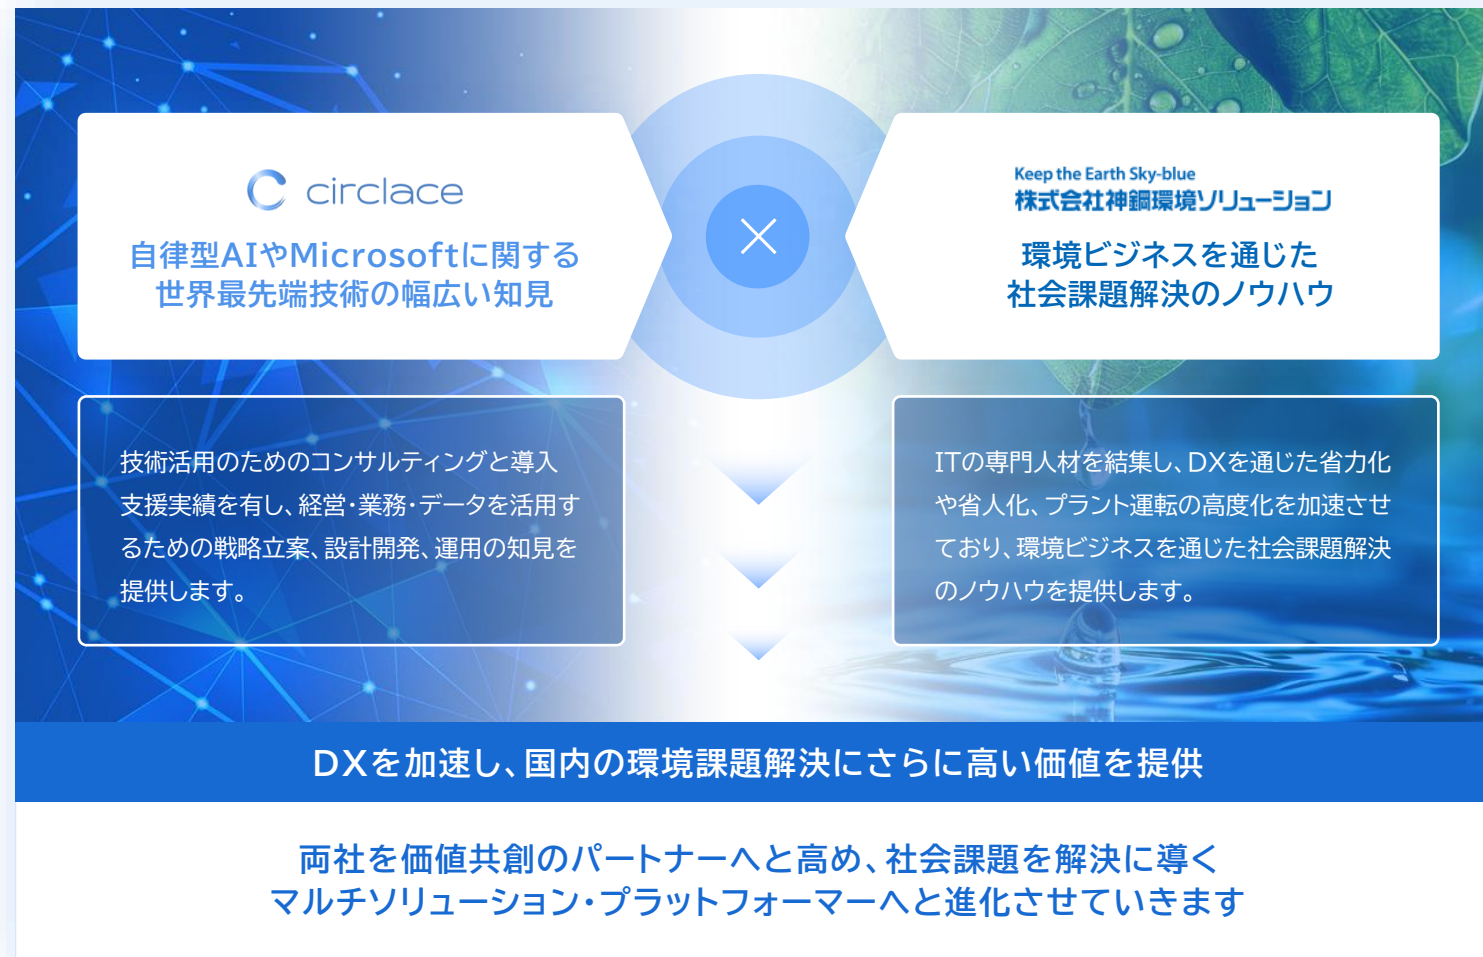 circlace
自律型AIやMicrosoftに関する
世界最先端技術の幅広い知見
Keep the Earth Sky-blue
株式会社神鋼環境ソリューション
環境ビジネスを通じた
社会課題解決のノウハウ
技術活用のためのコンサルティングと導入
支援実績を有し、経営・業務・データを活用す
るための戦略立案、設計開発、運用の知見を
提供します。
ITの専門人材を結集し、DXを通じた省力化
や省人化、プラント運転の高度化を加速させ
ており、環境ビジネスを通じた社会課題解決
のノウハウを提供します。
DXを加速し、国内の環境課題解決にさらに高い価値を提供
両社を価値共創のパートナーへと高め、社会課題を解決に導く
マルチソリューション・プラットフォーマーへと進化させていきます